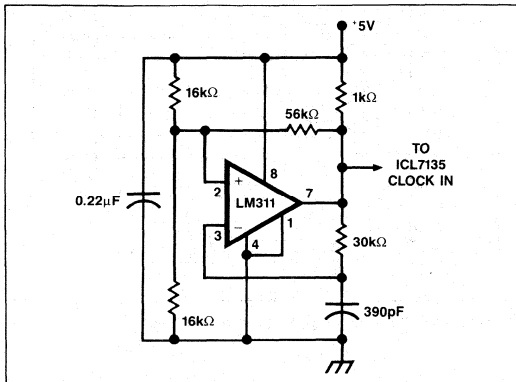 +5V
16kΩ
1kΩ
56kΩ
TO
ICL7135
CLOCK IN
8
+
2
LM311
7
1
3
−
4
0.22µF
30kΩ
16kΩ
390pF